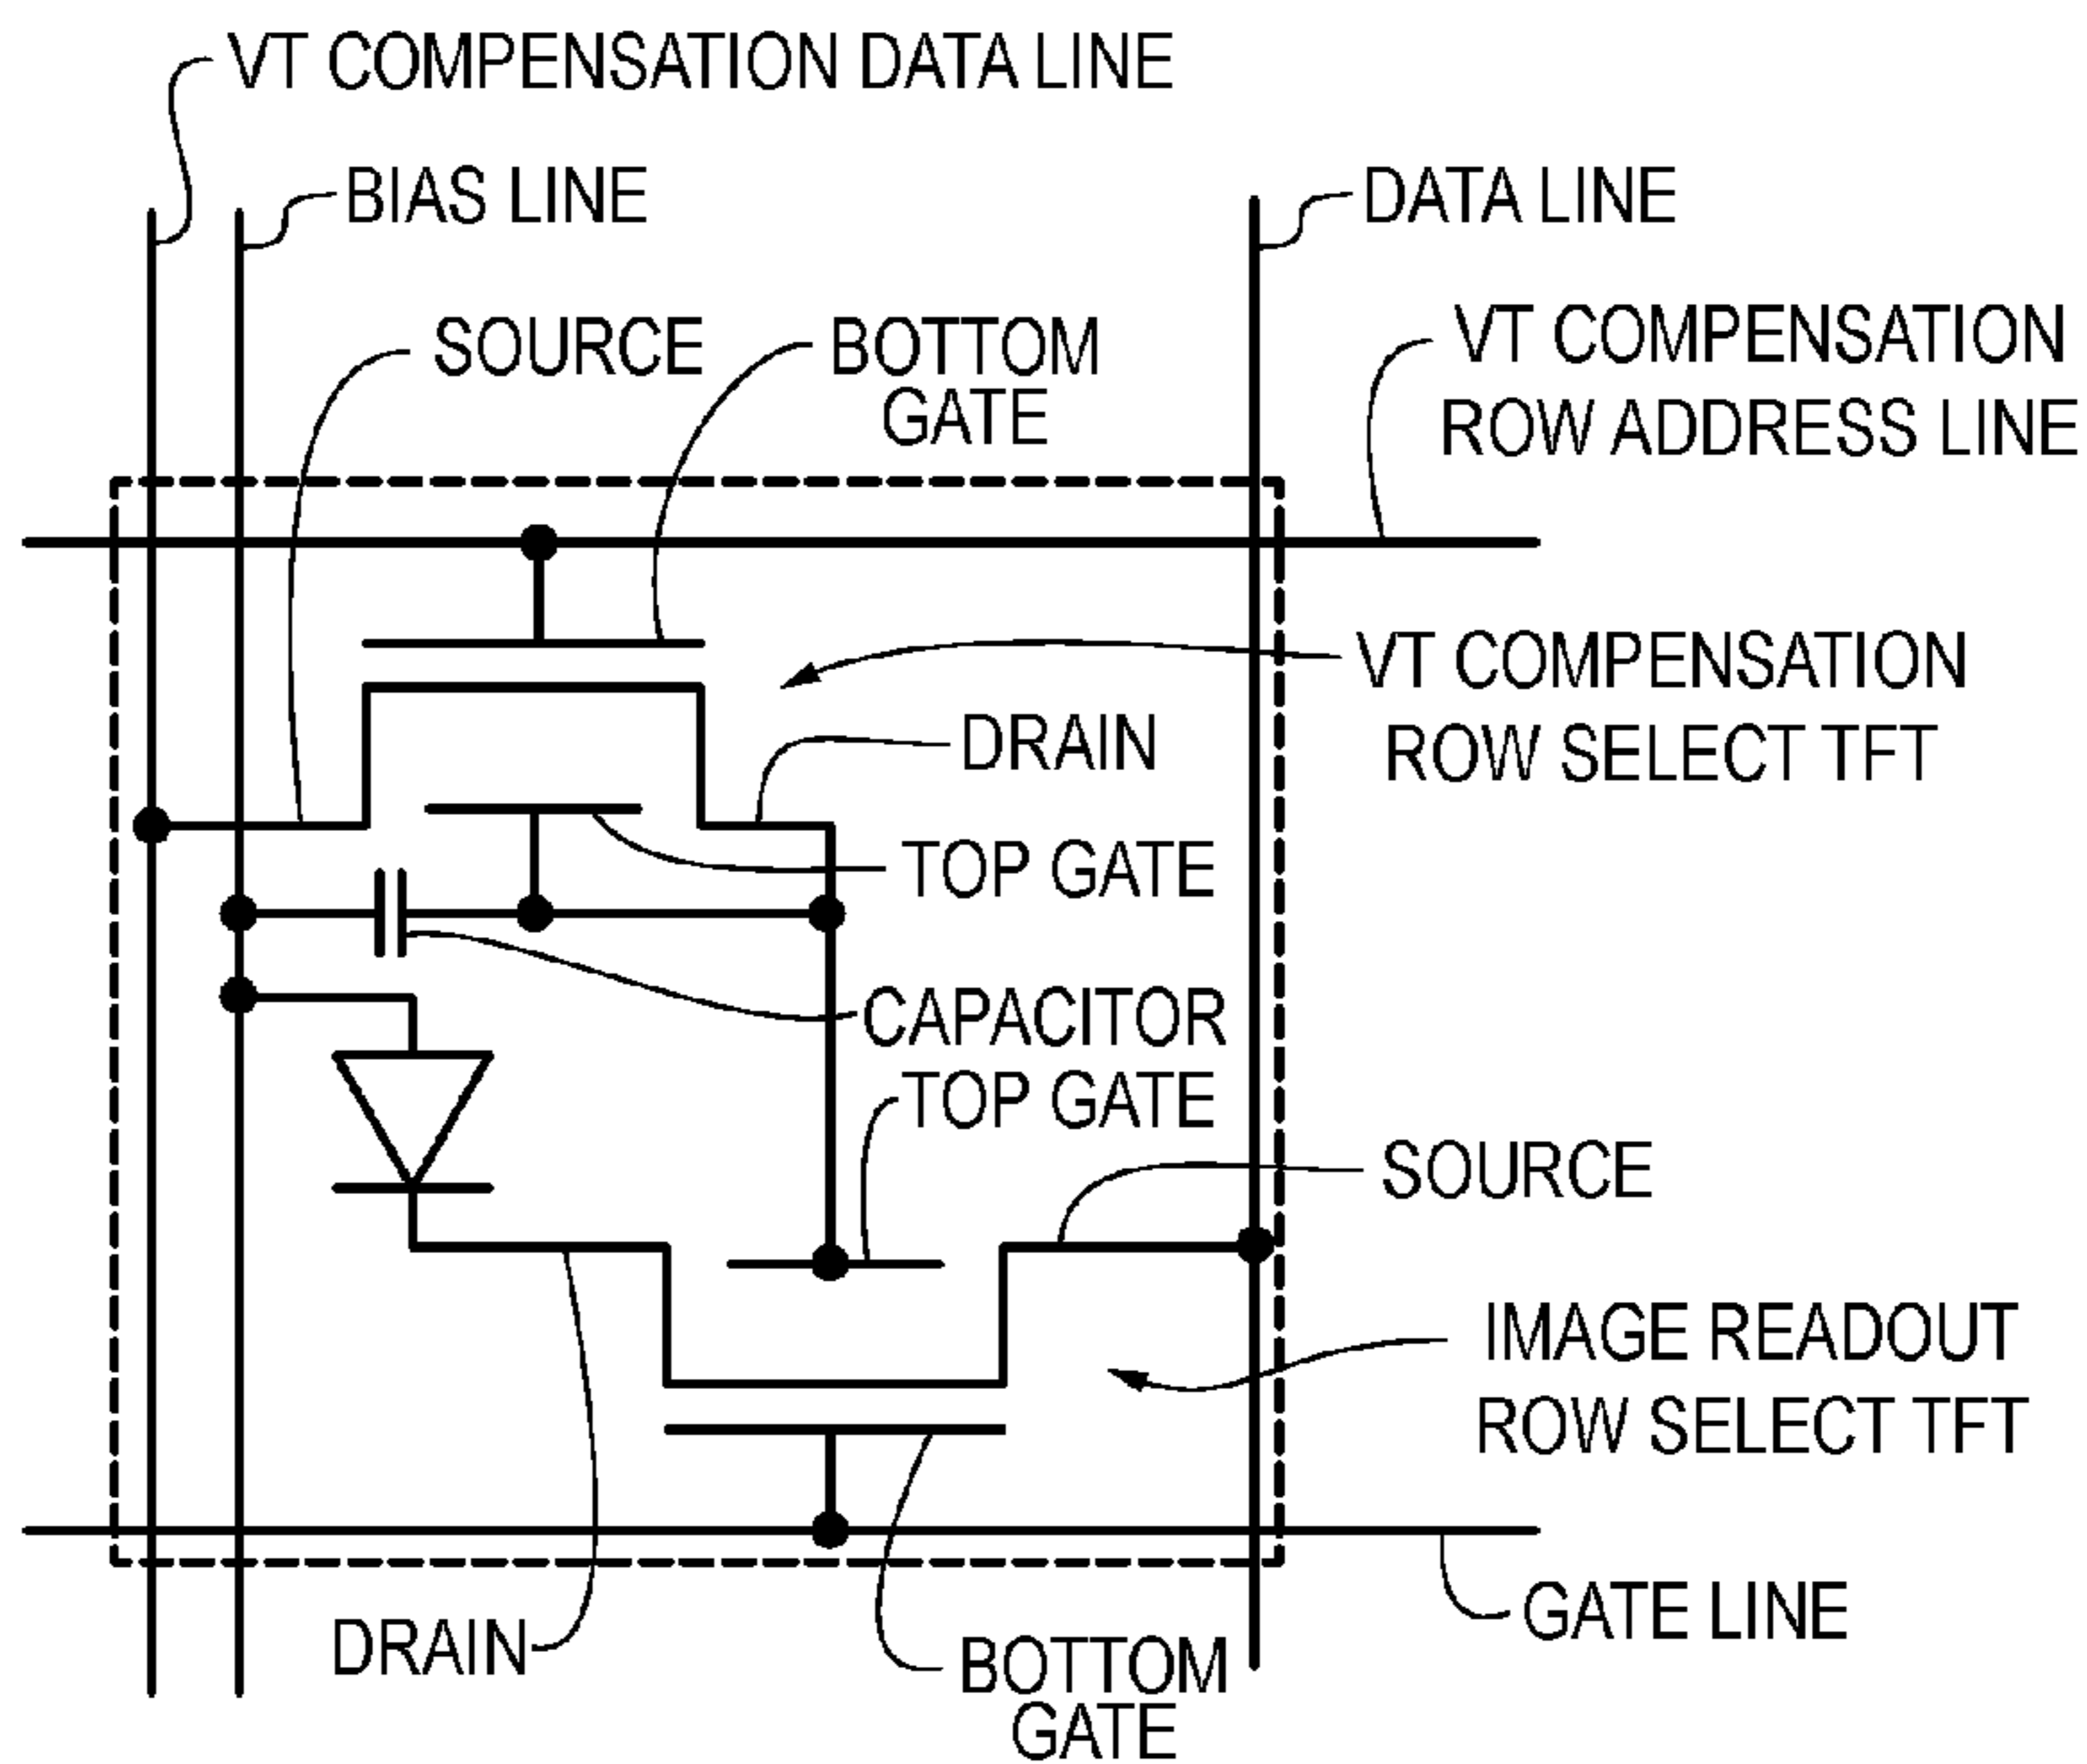 VT COMPENSATION DATA LINE
BIAS LINE
DATA LINE
SOURCE
BOTTOM
GATE
VT COMPENSATION
ROW ADDRESS LINE
VT COMPENSATION
ROW SELECT TFT
DRAIN
TOP GATE
CAPACITOR
TOP GATE
SOURCE
IMAGE READOUT
ROW SELECT TFT
GATE LINE
DRAIN
BOTTOM
GATE